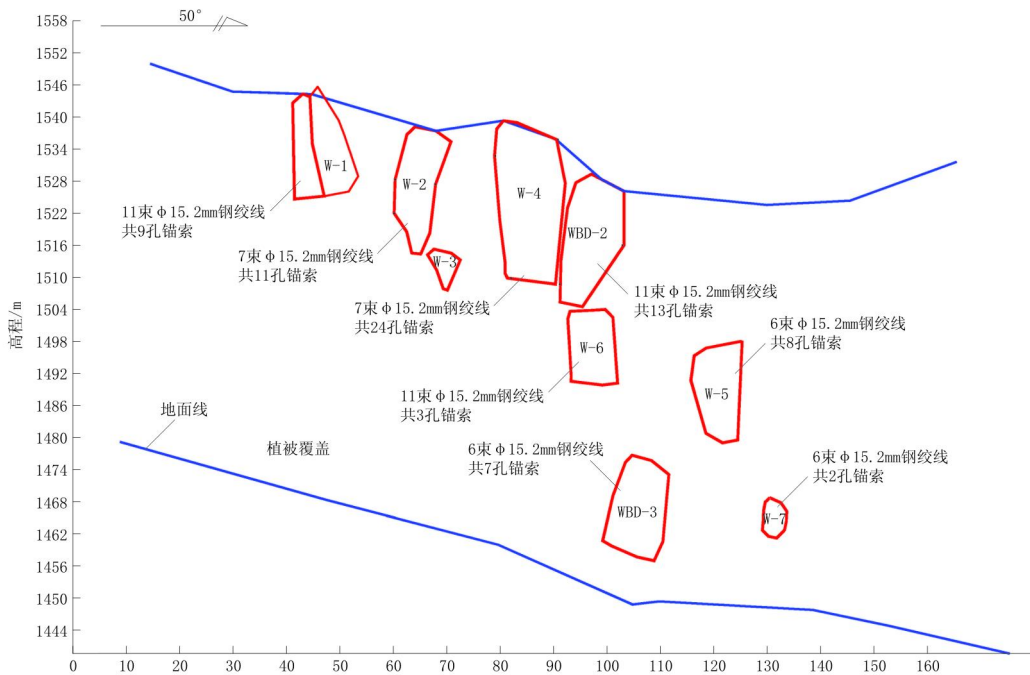 50°
1558
1552
1546
1540
1534
1528
1522
1516
1510
1504
1498
1492
1486
1480
1474
1468
1462
1456
1450
1444
高程/m
W-1
11束φ15.2mm钢绞线
共9孔锚索
W-2
7束φ15.2mm钢绞线
共11孔锚索
W-3
W-4
7束φ15.2mm钢绞线
共24孔锚索
WBD-2
11束φ15.2mm钢绞线
共13孔锚索
W-6
11束φ15.2mm钢绞线
共3孔锚索
6束φ15.2mm钢绞线
共8孔锚索
W-5
地面线
植被覆盖
6束φ15.2mm钢绞线
共7孔锚索
WBD-3
6束φ15.2mm钢绞线
共2孔锚索
W-7
0 10 20 30 40 50 60 70 80 90 100 110 120 130 140 150 160